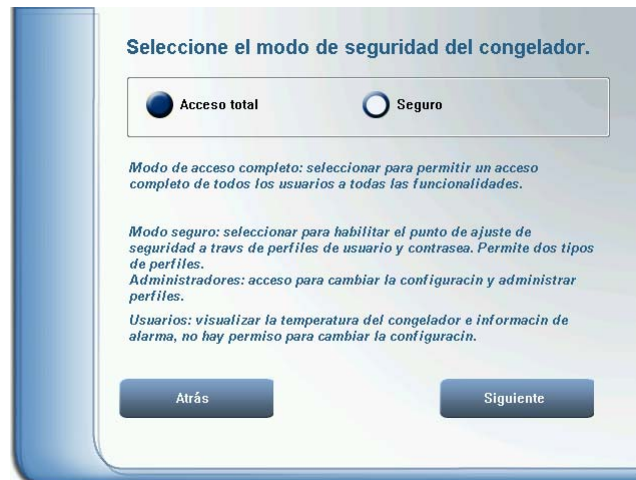 Seleccione el modo de seguridad del congelador.
Acceso total
Seguro
Modo de acceso completo: seleccionar para permitir un acceso
completo de todos los usuarios a todas las funcionalidades.
Modo seguro: seleccionar para habilitar el punto de ajuste de
seguridad a travs de perfiles de usuario y contrasea. Permite dos tipos
de perfiles.
Administradores: acceso para cambiar la configuracin y administrar
perfiles.
Usuarios: visualizar la temperatura del congelador e informacin de
alarma, no hay permiso para cambiar la configuracin.
Atrás
Siguiente